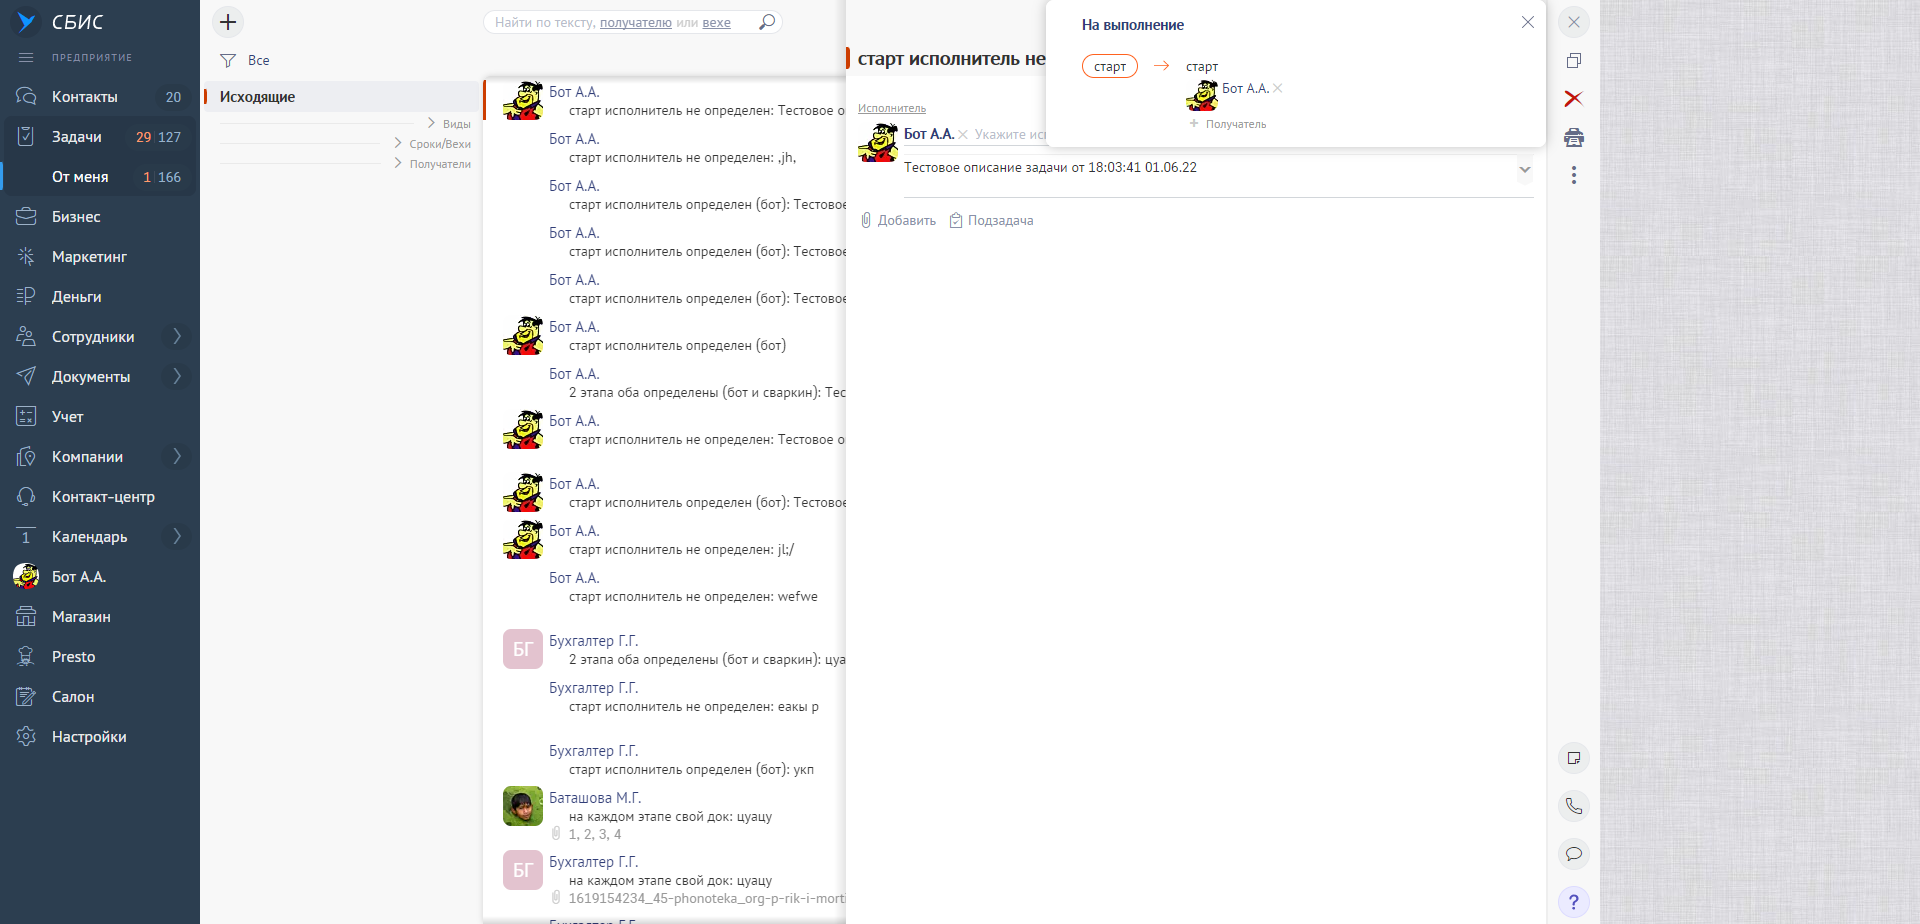 СБИС
ПРЕДПРИЯТИЕ
Контакты 20
Задачи 29 127
От меня 1 166
Бизнес
Маркетинг
Деньги
Сотрудники
Документы
Учет
Компании
Контакт-центр
1 Календарь
Бот А.А.
Магазин
Presto
Салон
Настройки
Найти по тексту, получателю или вехе
Все
Исходящие
Виды
Сроки/Вехи
Получатели
Бот А.А.
старт исполнитель не определен: Тестовое о
Бот А.А.
старт исполнитель не определен: ,jh,
Бот А.А.
старт исполнитель определен (бот): Тестовое
Бот А.А.
старт исполнитель определен (бот): Тестовое
Бот А.А.
старт исполнитель определен (бот): Тестовое
Бот А.А.
старт исполнитель определен (бот)
Бот А.А.
2 этапа оба определены (бот и сваркин): Тес
Бот А.А.
старт исполнитель не определен: Тестовое о
Бот А.А.
старт исполнитель определен (бот): Тестовое
Бот А.А.
старт исполнитель не определен: jl;/
Бот А.А.
старт исполнитель не определен: wefwe
БГ Бухгалтер Г.Г.
2 этапа оба определены (бот и сваркин): цуа
Бухгалтер Г.Г.
старт исполнитель не определен: еакы р
Бухгалтер Г.Г.
старт исполнитель определен (бот): укп
Баташова М.Г.
на каждом этапе свой док: цуацу
1, 2, 3, 4
БГ Бухгалтер Г.Г.
на каждом этапе свой док: цуацу
1619154234_45-phonoteka_org-p-rik-i-morti
старт исполнитель не
Исполнитель
Бот А.А. Укажите ис
Тестовое описание задачи от 18:03:41 01.06.22
Добавить Подзадача
На выполнение
старт → старт
Бот А.А.
+ Получатель
?